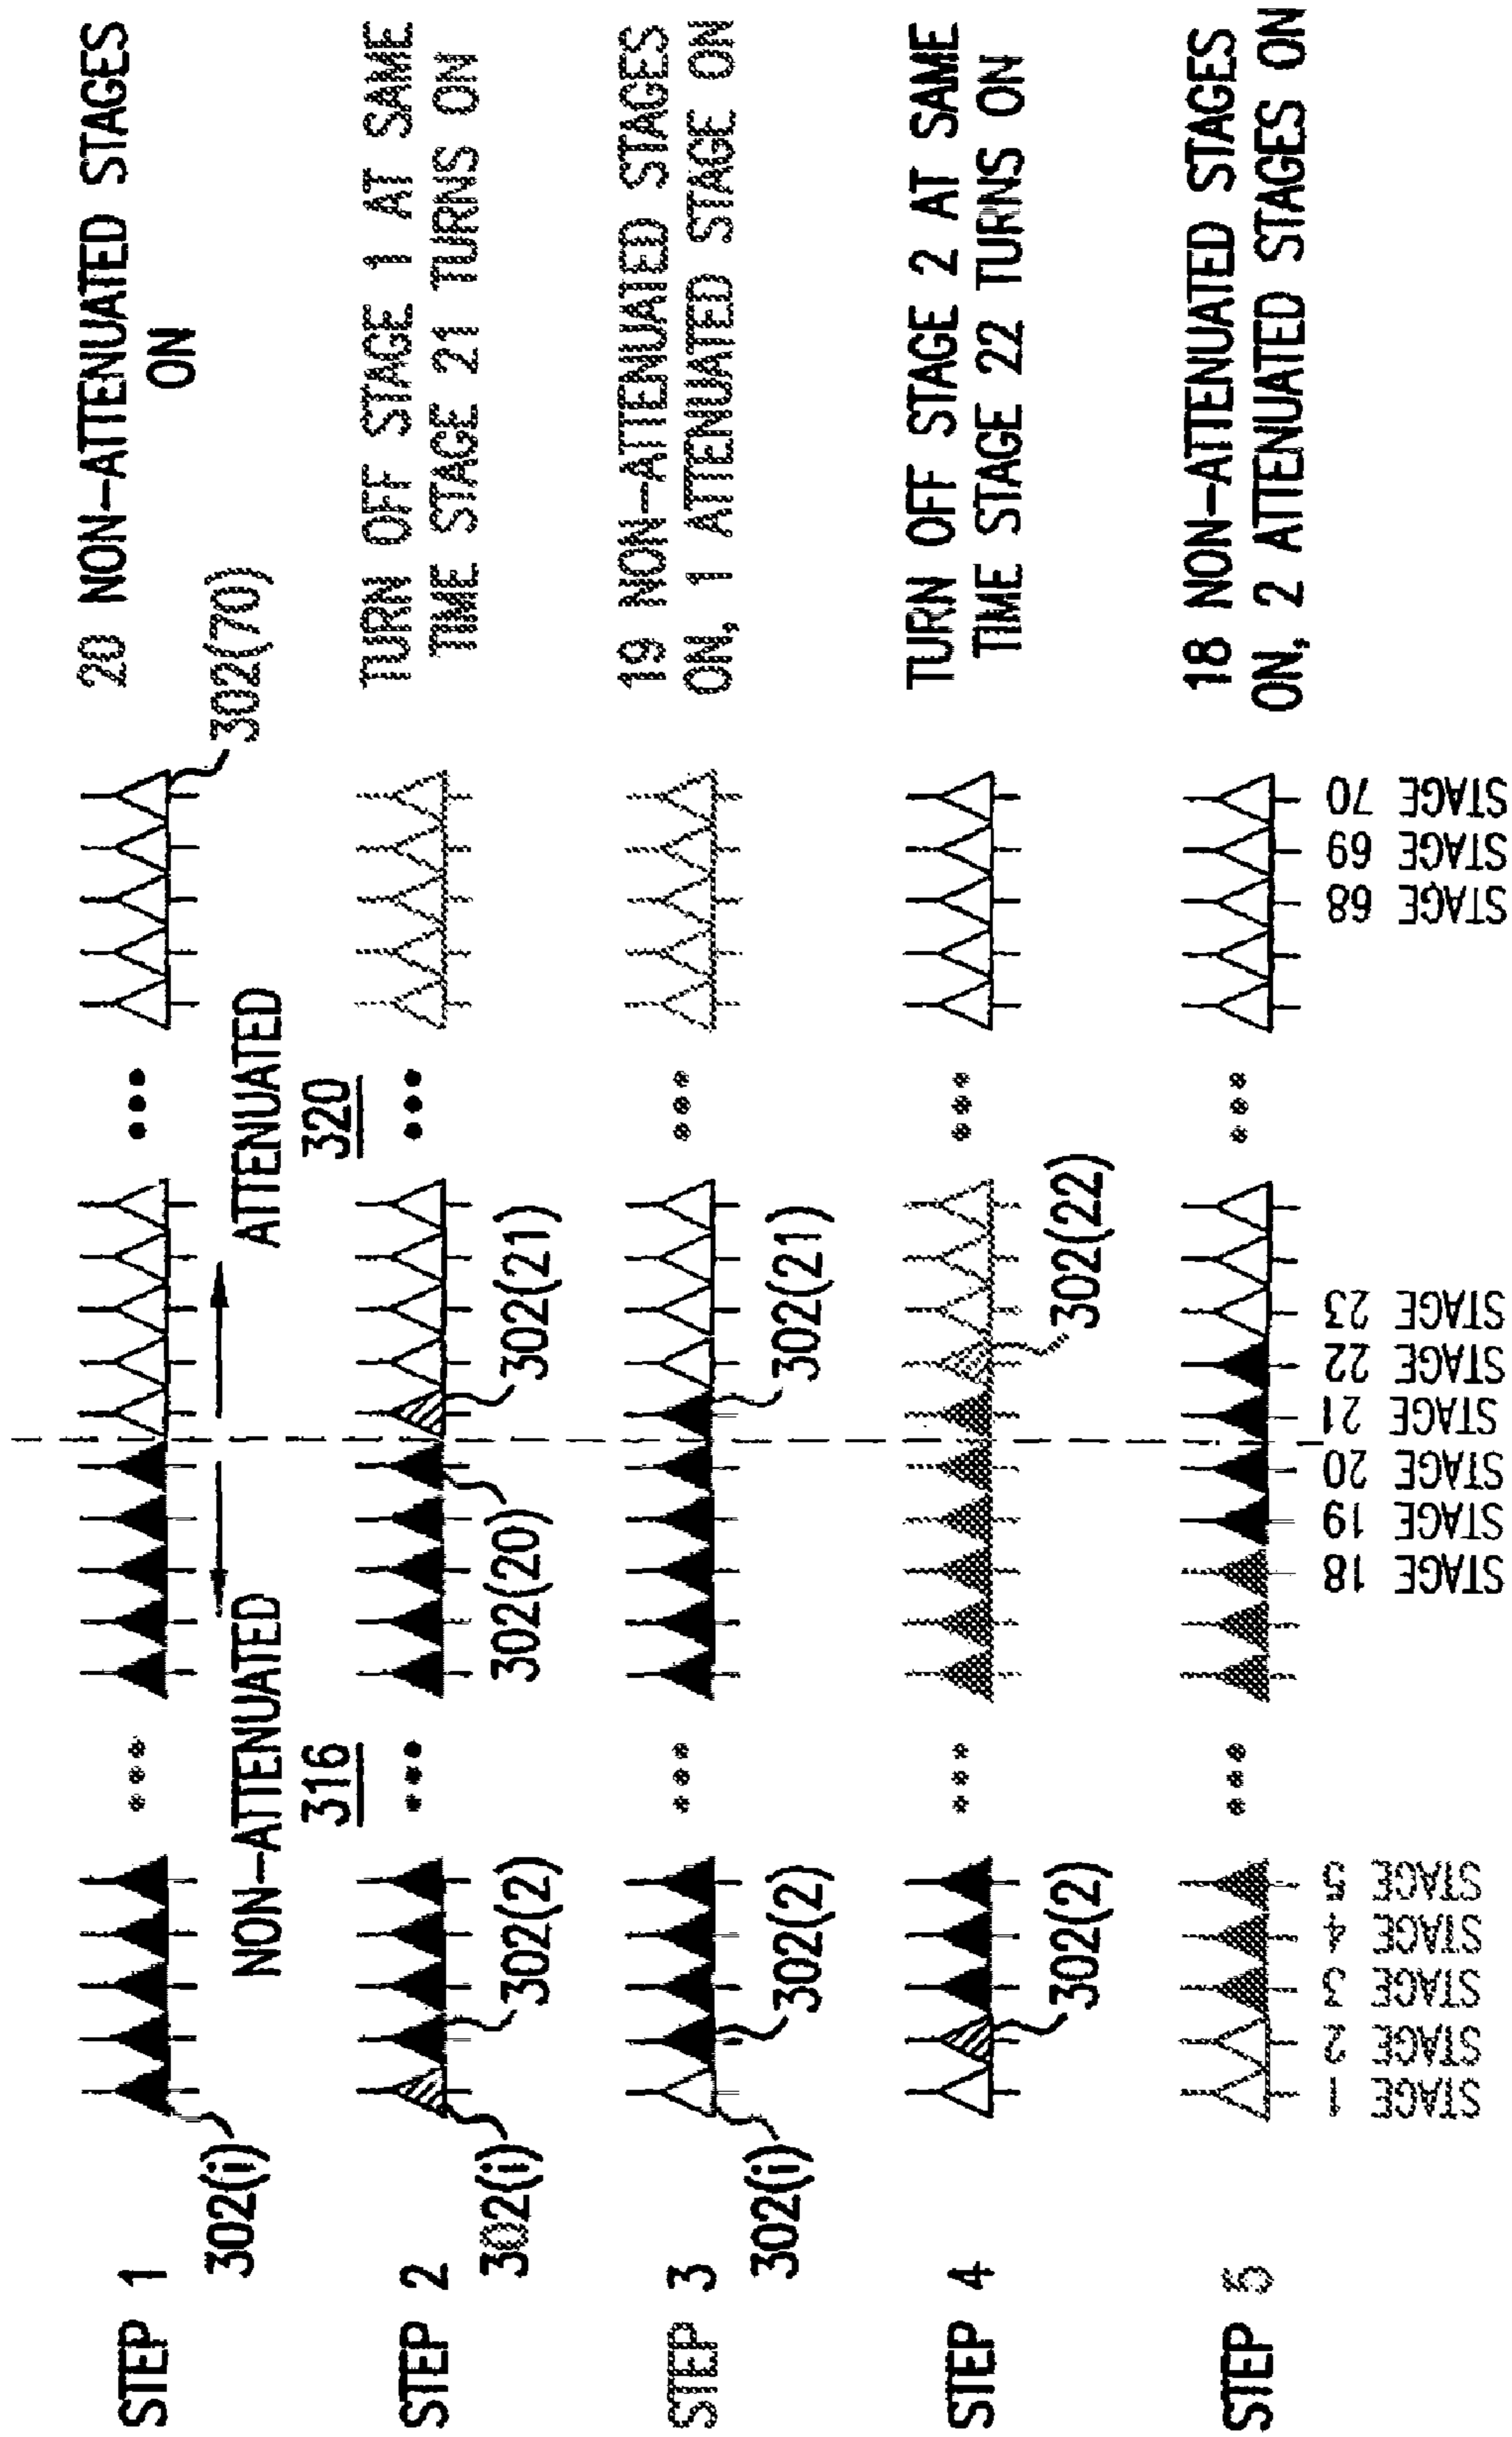 STEP 1
302(i)
NON-ATTENUATED
316
ATTENUATED
320
302(70)
20 NON-ATTENUATED STAGES
ON
STEP 2
302(i)
302(2)
302(20)
302(21)
TURN OFF STAGE 1 AT SAME
TIME STAGE 21 TURNS ON
STEP 3
302(i)
302(2)
302(21)
19 NON-ATTENUATED STAGES
ON, 1 ATTENUATED STAGE ON
STEP 4
302(2)
302(22)
TURN OFF STAGE 2 AT SAME
TIME STAGE 22 TURNS ON
STEP 5
18 NON-ATTENUATED STAGES
ON, 2 ATTENUATED STAGES ON
STAGE 1
STAGE 2
STAGE 3
STAGE 4
STAGE 5
STAGE 18
STAGE 19
STAGE 20
STAGE 21
STAGE 22
STAGE 23
STAGE 68
STAGE 69
STAGE 70